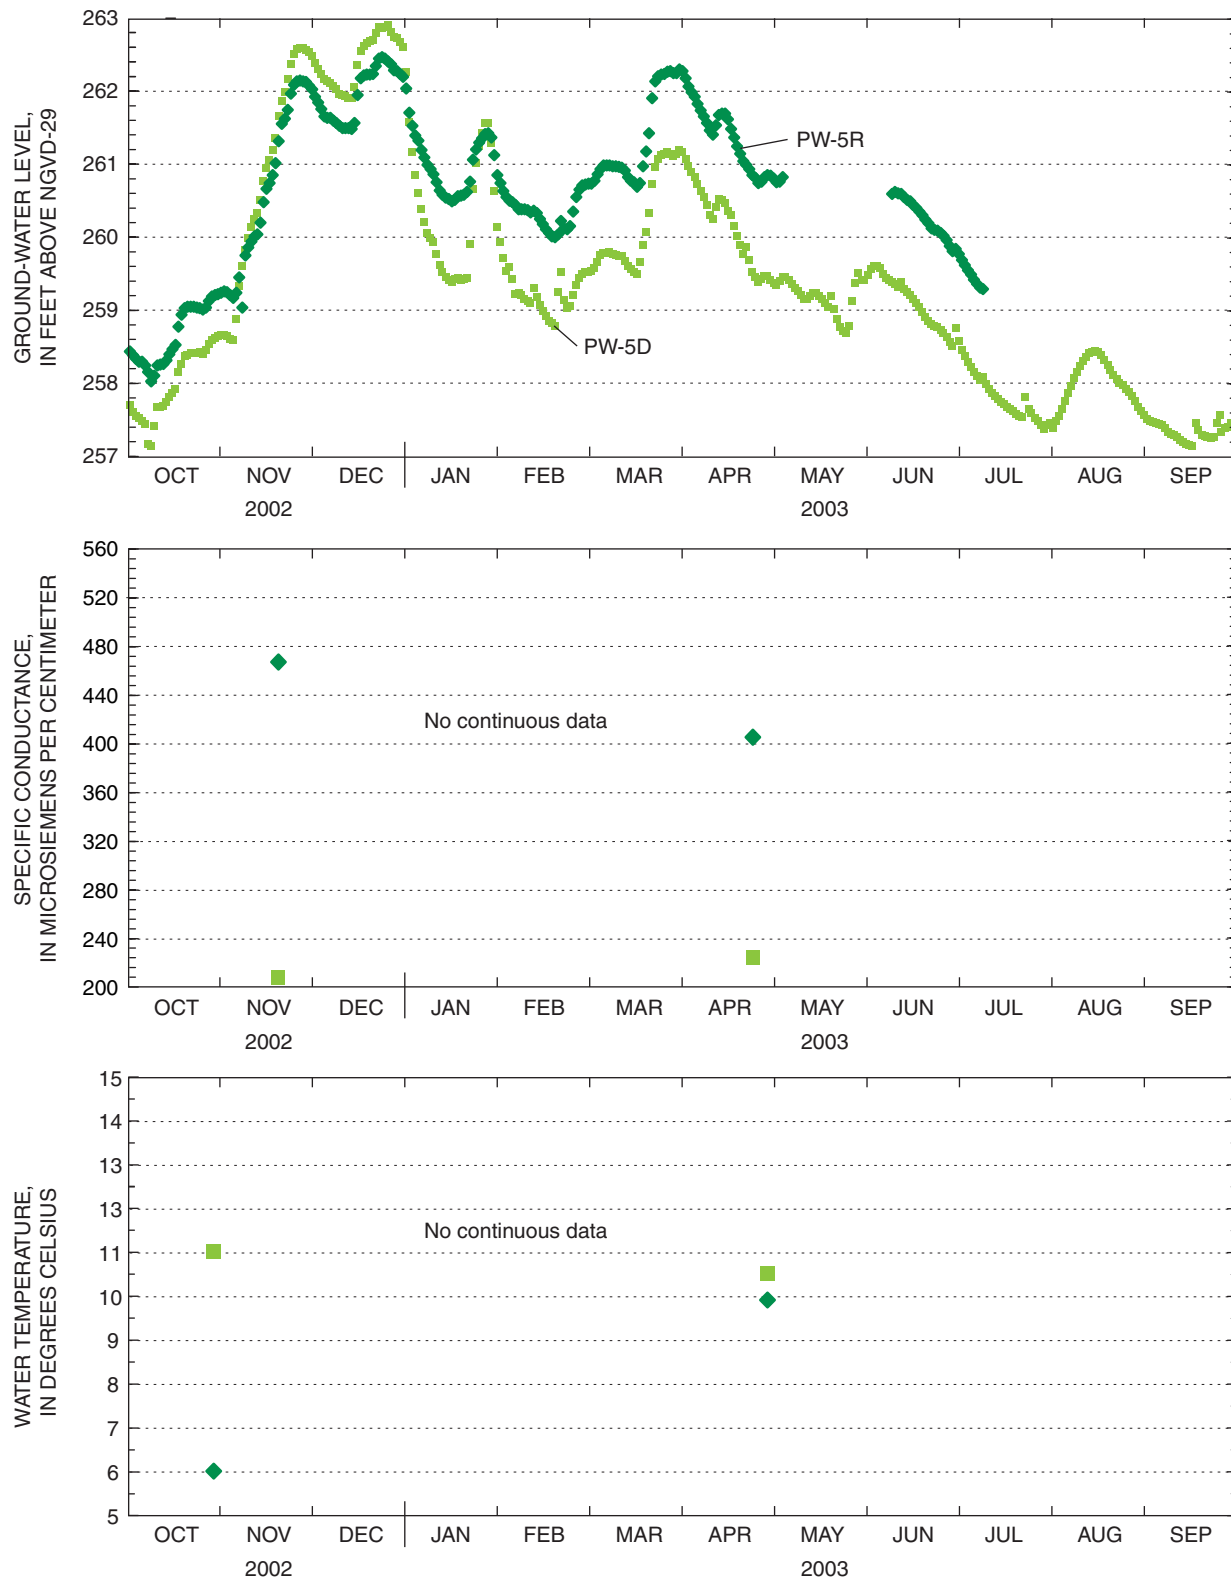 GROUND-WATER LEVEL,
IN FEET ABOVE NGVD-29
263
262
261
260
259
258
257
PW-5R
PW-5D
OCT NOV DEC JAN FEB MAR APR MAY JUN JUL AUG SEP
2002 2003
SPECIFIC CONDUCTANCE,
IN MICROSIEMENS PER CENTIMETER
560
520
480
440
400
360
320
280
240
200
No continuous data
OCT NOV DEC JAN FEB MAR APR MAY JUN JUL AUG SEP
2002 2003
WATER TEMPERATURE,
IN DEGREES CELSIUS
15
14
13
13
11
10
9
8
7
6
5
No continuous data
OCT NOV DEC JAN FEB MAR APR MAY JUN JUL AUG SEP
2002 2003